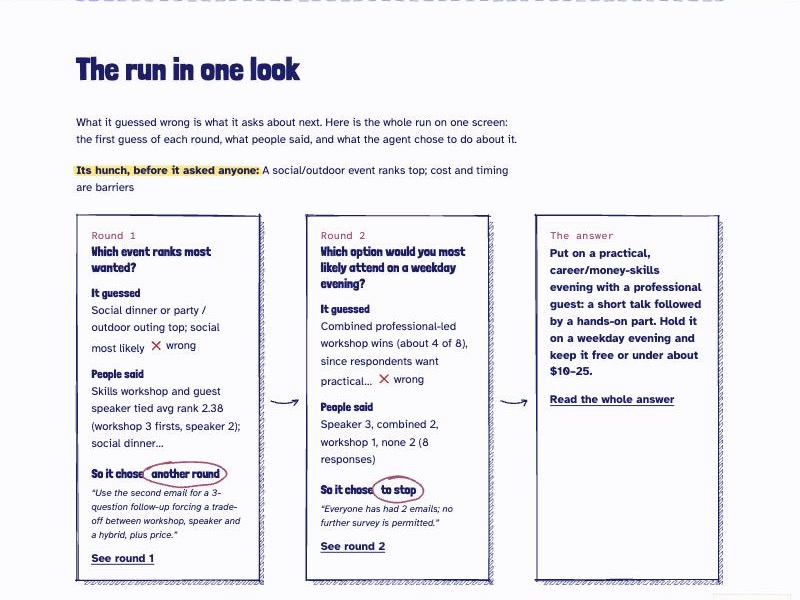 The run in one look
What it guessed wrong is what it asks about next. Here is the whole run on one screen:
the first guess of each round, what people said, and what the agent chose to do about it.
Its hunch, before it asked anyone: A social/outdoor event ranks top; cost and timing
are barriers
Round 1
Which event ranks most
wanted?
It guessed
Social dinner or party /
outdoor outing top; social
most likely ✕ wrong
People said
Skills workshop and guest
speaker tied avg rank 2.38
(workshop 3 firsts, speaker 2);
social dinner...
So it chose another round
"Use the second email for a 3-
question follow-up forcing a trade-
off between workshop, speaker and
a hybrid, plus price."
See round 1
Round 2
Which option would you most
likely attend on a weekday
evening?
It guessed
Combined professional-led
workshop wins (about 4 of 8),
since respondents want
practical... ✕ wrong
People said
Speaker 3, combined 2,
workshop 1, none 2 (8
responses)
So it chose to stop
"Everyone has had 2 emails; no
further survey is permitted."
See round 2
The answer
Put on a practical,
career/money-skills
evening with a professional
guest: a short talk followed
by a hands-on part. Hold it
on a weekday evening and
keep it free or under about
$10–25.
Read the whole answer